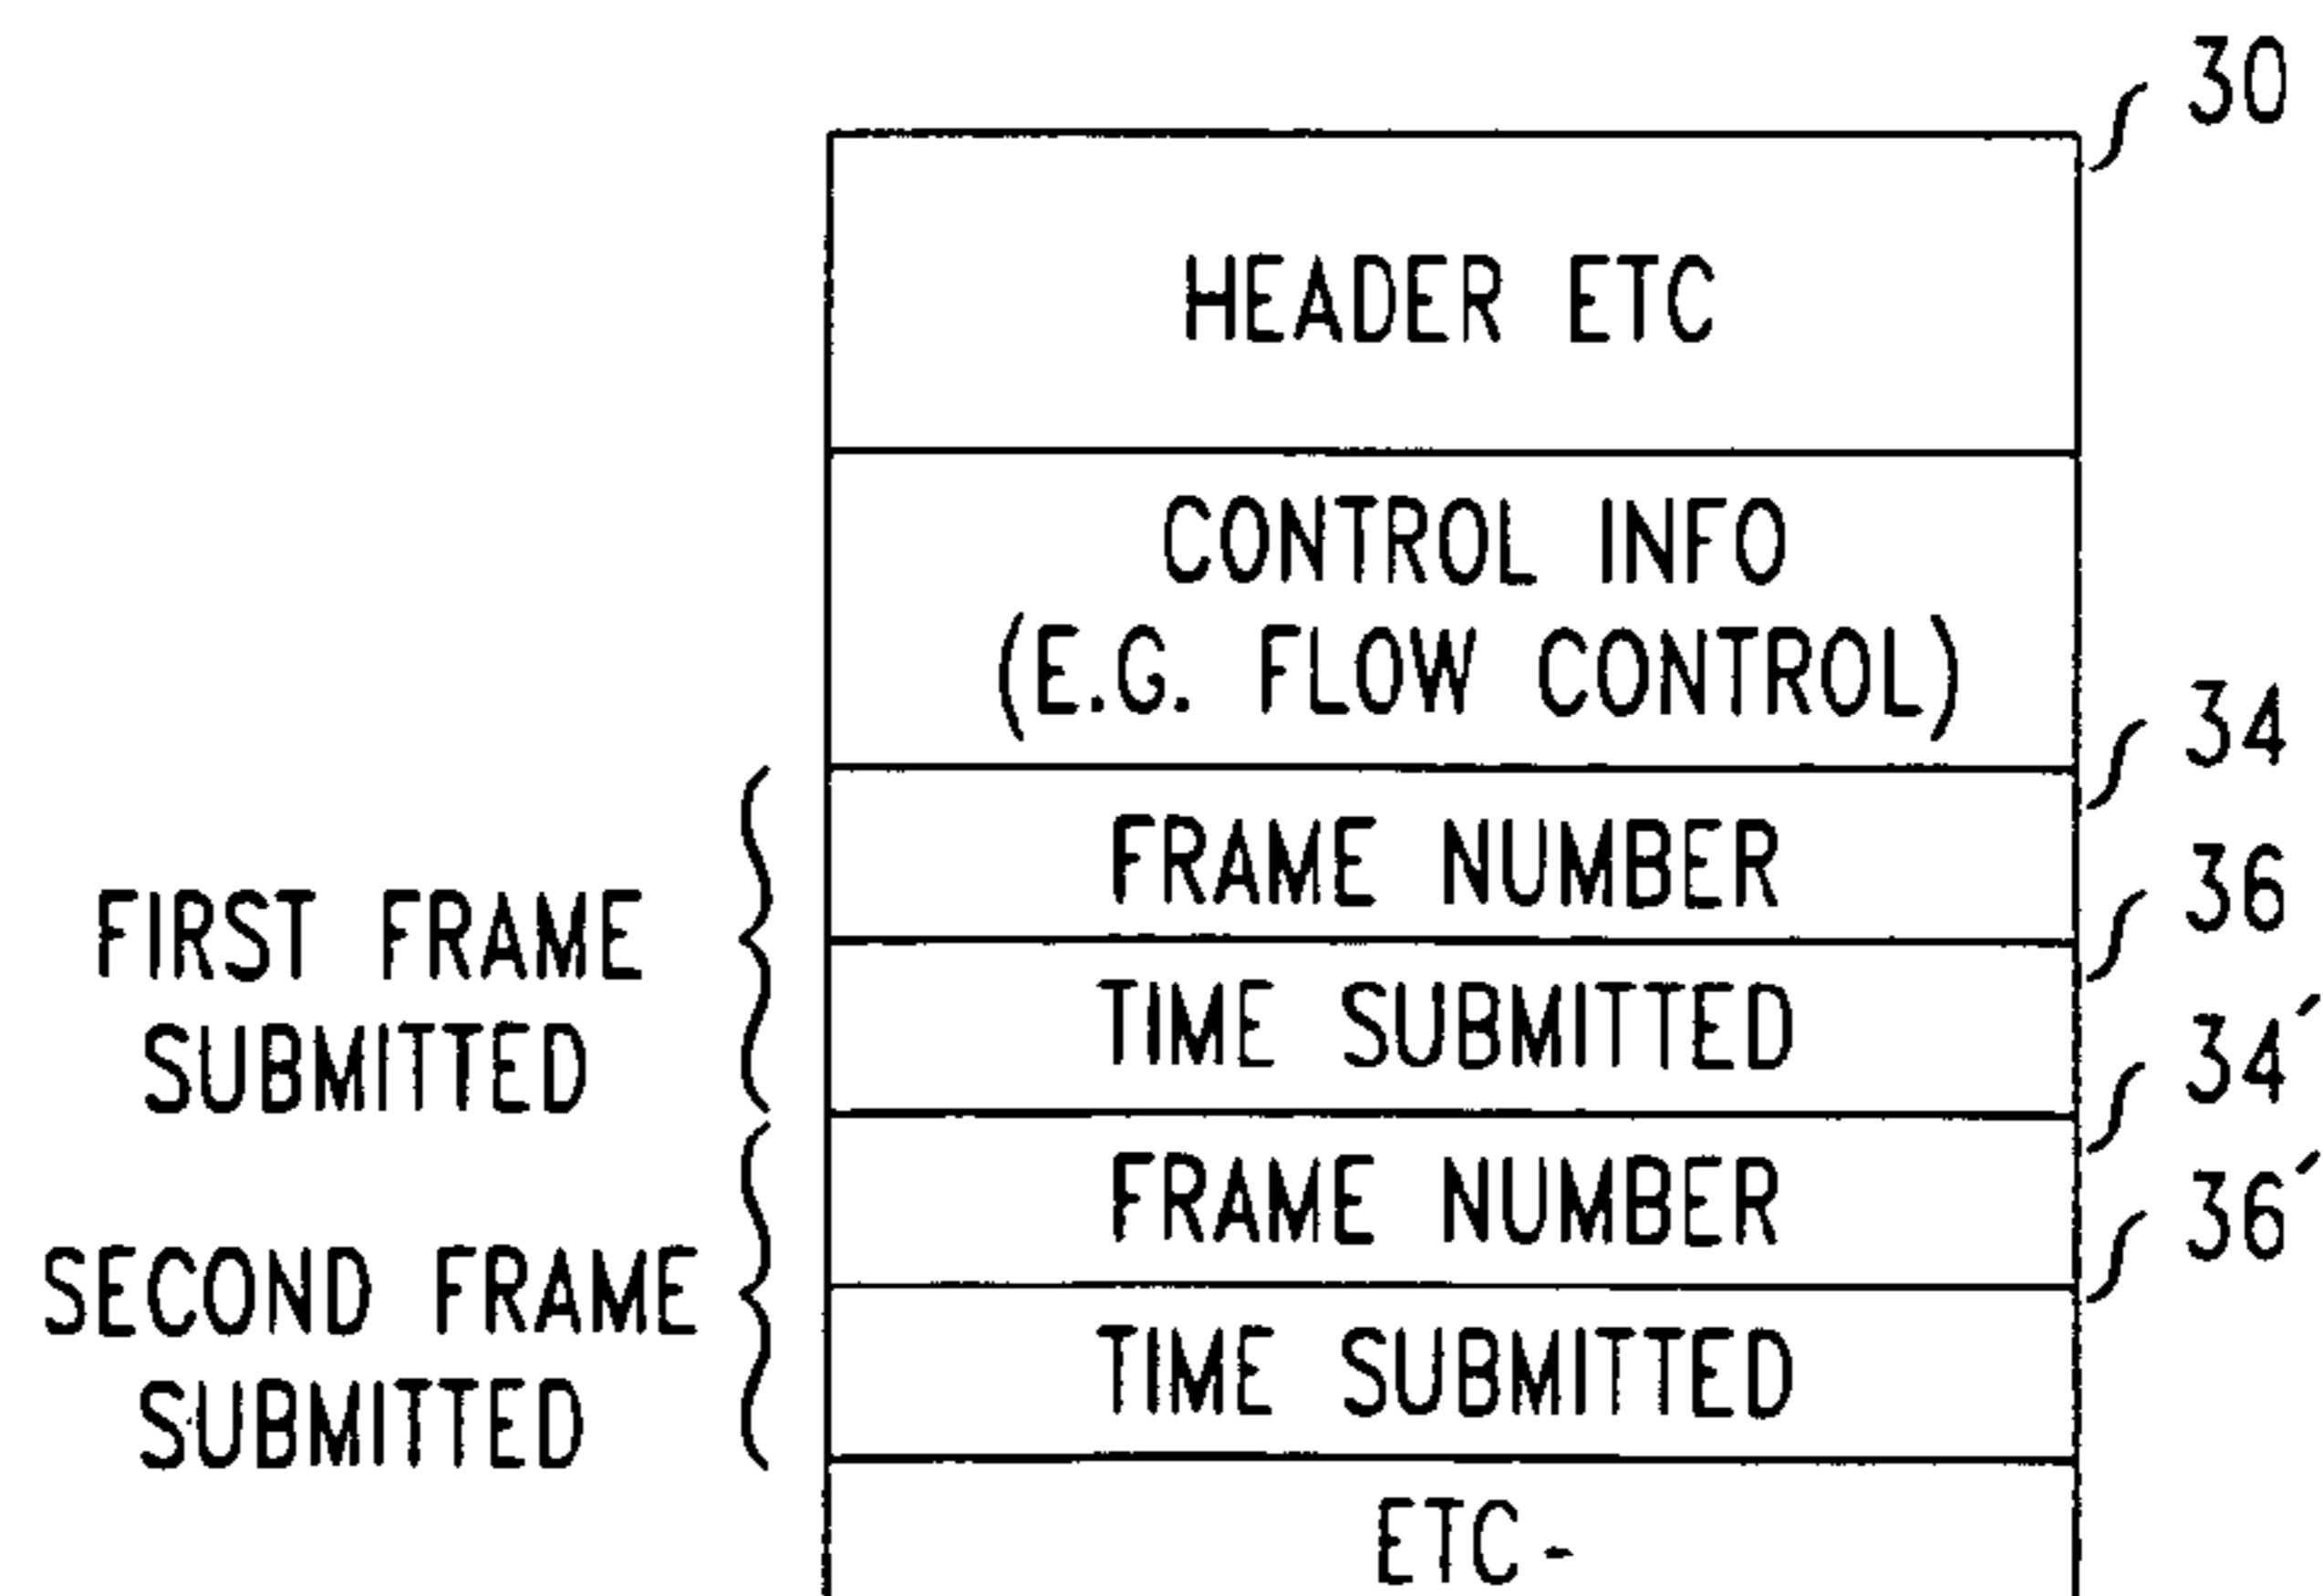 30
HEADER ETC
CONTROL INFO
(E.G. FLOW CONTROL)
34
FRAME NUMBER
36
FIRST FRAME
SUBMITTED
TIME SUBMITTED
34´
FRAME NUMBER
36´
SECOND FRAME
SUBMITTED
TIME SUBMITTED
ETC-